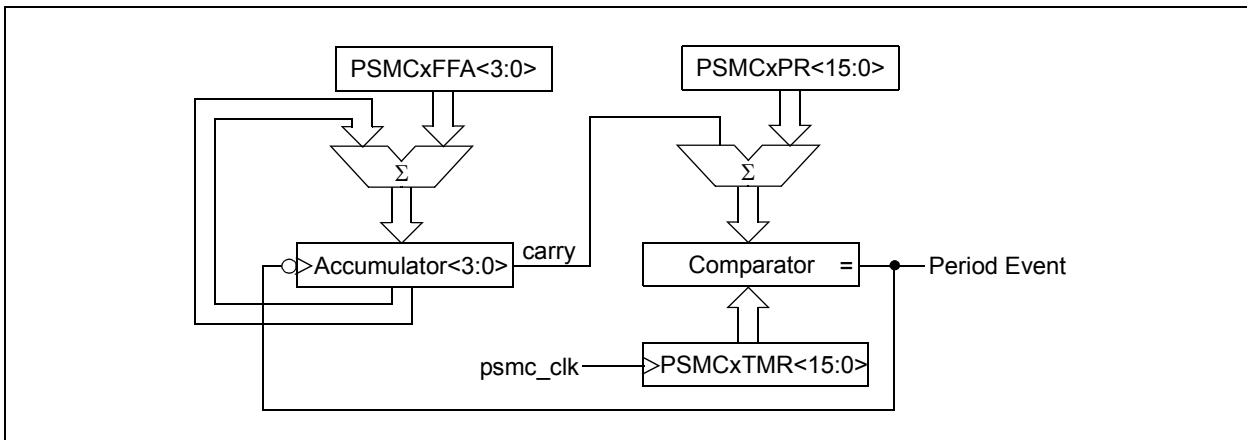 PSMCxFFA<3:0>
PSMCxPR<15:0>
Σ
Σ
Accumulator<3:0>
carry
Comparator =
Period Event
psmc_clk
PSMCxTMR<15:0>